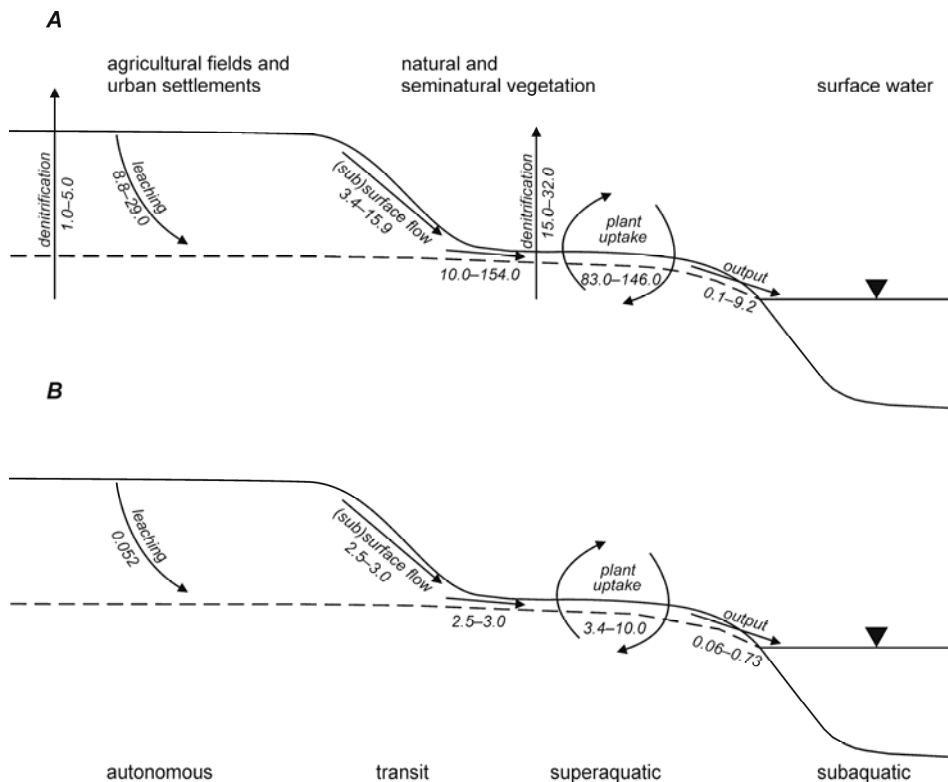 A
agricultural fields and
urban settlements
natural and
seminatural vegetation
surface water
denitrification
1.0–5.0
leaching
8.8–29.0
(sub)surface flow
3.4–15.9
10.0–154.0
denitrification
15.0–32.0
plant
uptake
83.0–146.0
output
0.1–9.2
B
leaching
0.052
(sub)surface flow
2.5–3.0
2.5–3.0
plant
uptake
3.4–10.0
output
0.06–0.73
autonomous
transit
superaquatic
subaquatic